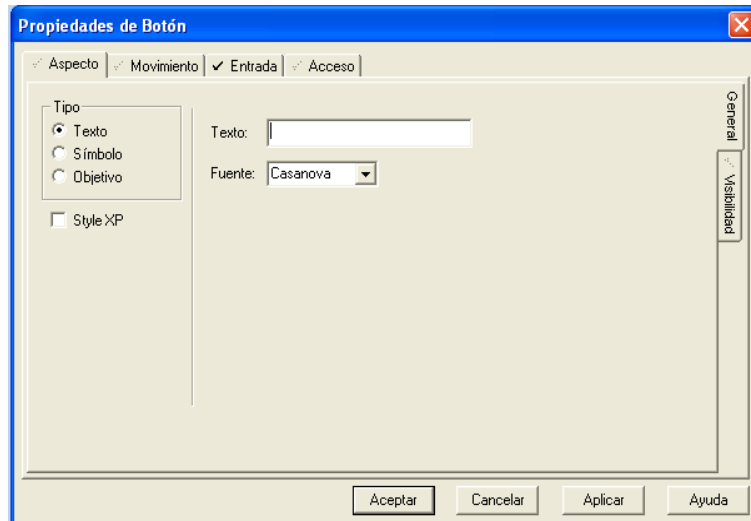 Propiedades de Botón
Aspecto Movimiento Entrada Acceso
Tipo
Texto
Símbolo
Objetivo
Style XP
Texto:
Fuente: Casanova
General
Visibilidad
Aceptar Cancelar Aplicar Ayuda